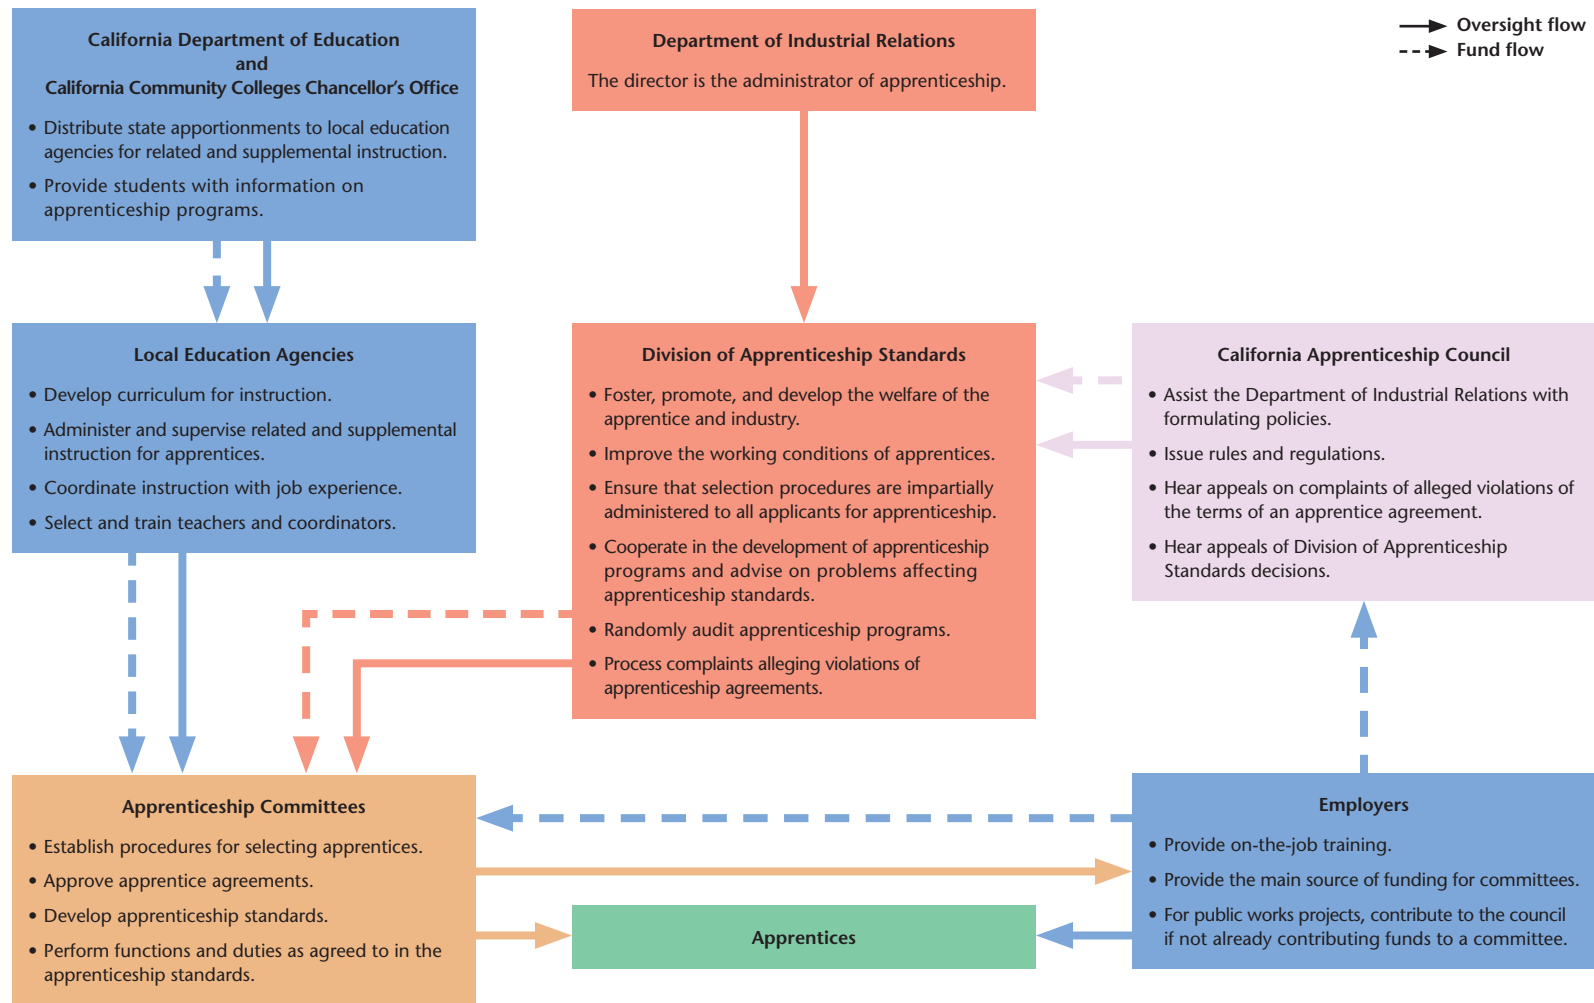 California Department of Education
and
California Community Colleges Chancellor’s Office
• Distribute state apportionments to local education
agencies for related and supplemental instruction.
• Provide students with information on
apprenticeship programs.
Department of Industrial Relations
The director is the administrator of apprenticeship.
Oversight flow
Fund flow
Local Education Agencies
• Develop curriculum for instruction.
• Administer and supervise related and supplemental
instruction for apprentices.
• Coordinate instruction with job experience.
• Select and train teachers and coordinators.
Division of Apprenticeship Standards
• Foster, promote, and develop the welfare of the
apprentice and industry.
• Improve the working conditions of apprentices.
• Ensure that selection procedures are impartially
administered to all applicants for apprenticeship.
• Cooperate in the development of apprenticeship
programs and advise on problems affecting
apprenticeship standards.
• Randomly audit apprenticeship programs.
• Process complaints alleging violations of
apprenticeship agreements.
California Apprenticeship Council
• Assist the Department of Industrial Relations with
formulating policies.
• Issue rules and regulations.
• Hear appeals on complaints of alleged violations of
the terms of an apprentice agreement.
• Hear appeals of Division of Apprenticeship
Standards decisions.
Apprenticeship Committees
• Establish procedures for selecting apprentices.
• Approve apprentice agreements.
• Develop apprenticeship standards.
• Perform functions and duties as agreed to in the
apprenticeship standards.
Apprentices
Employers
• Provide on-the-job training.
• Provide the main source of funding for committees.
• For public works projects, contribute to the council
if not already contributing funds to a committee.